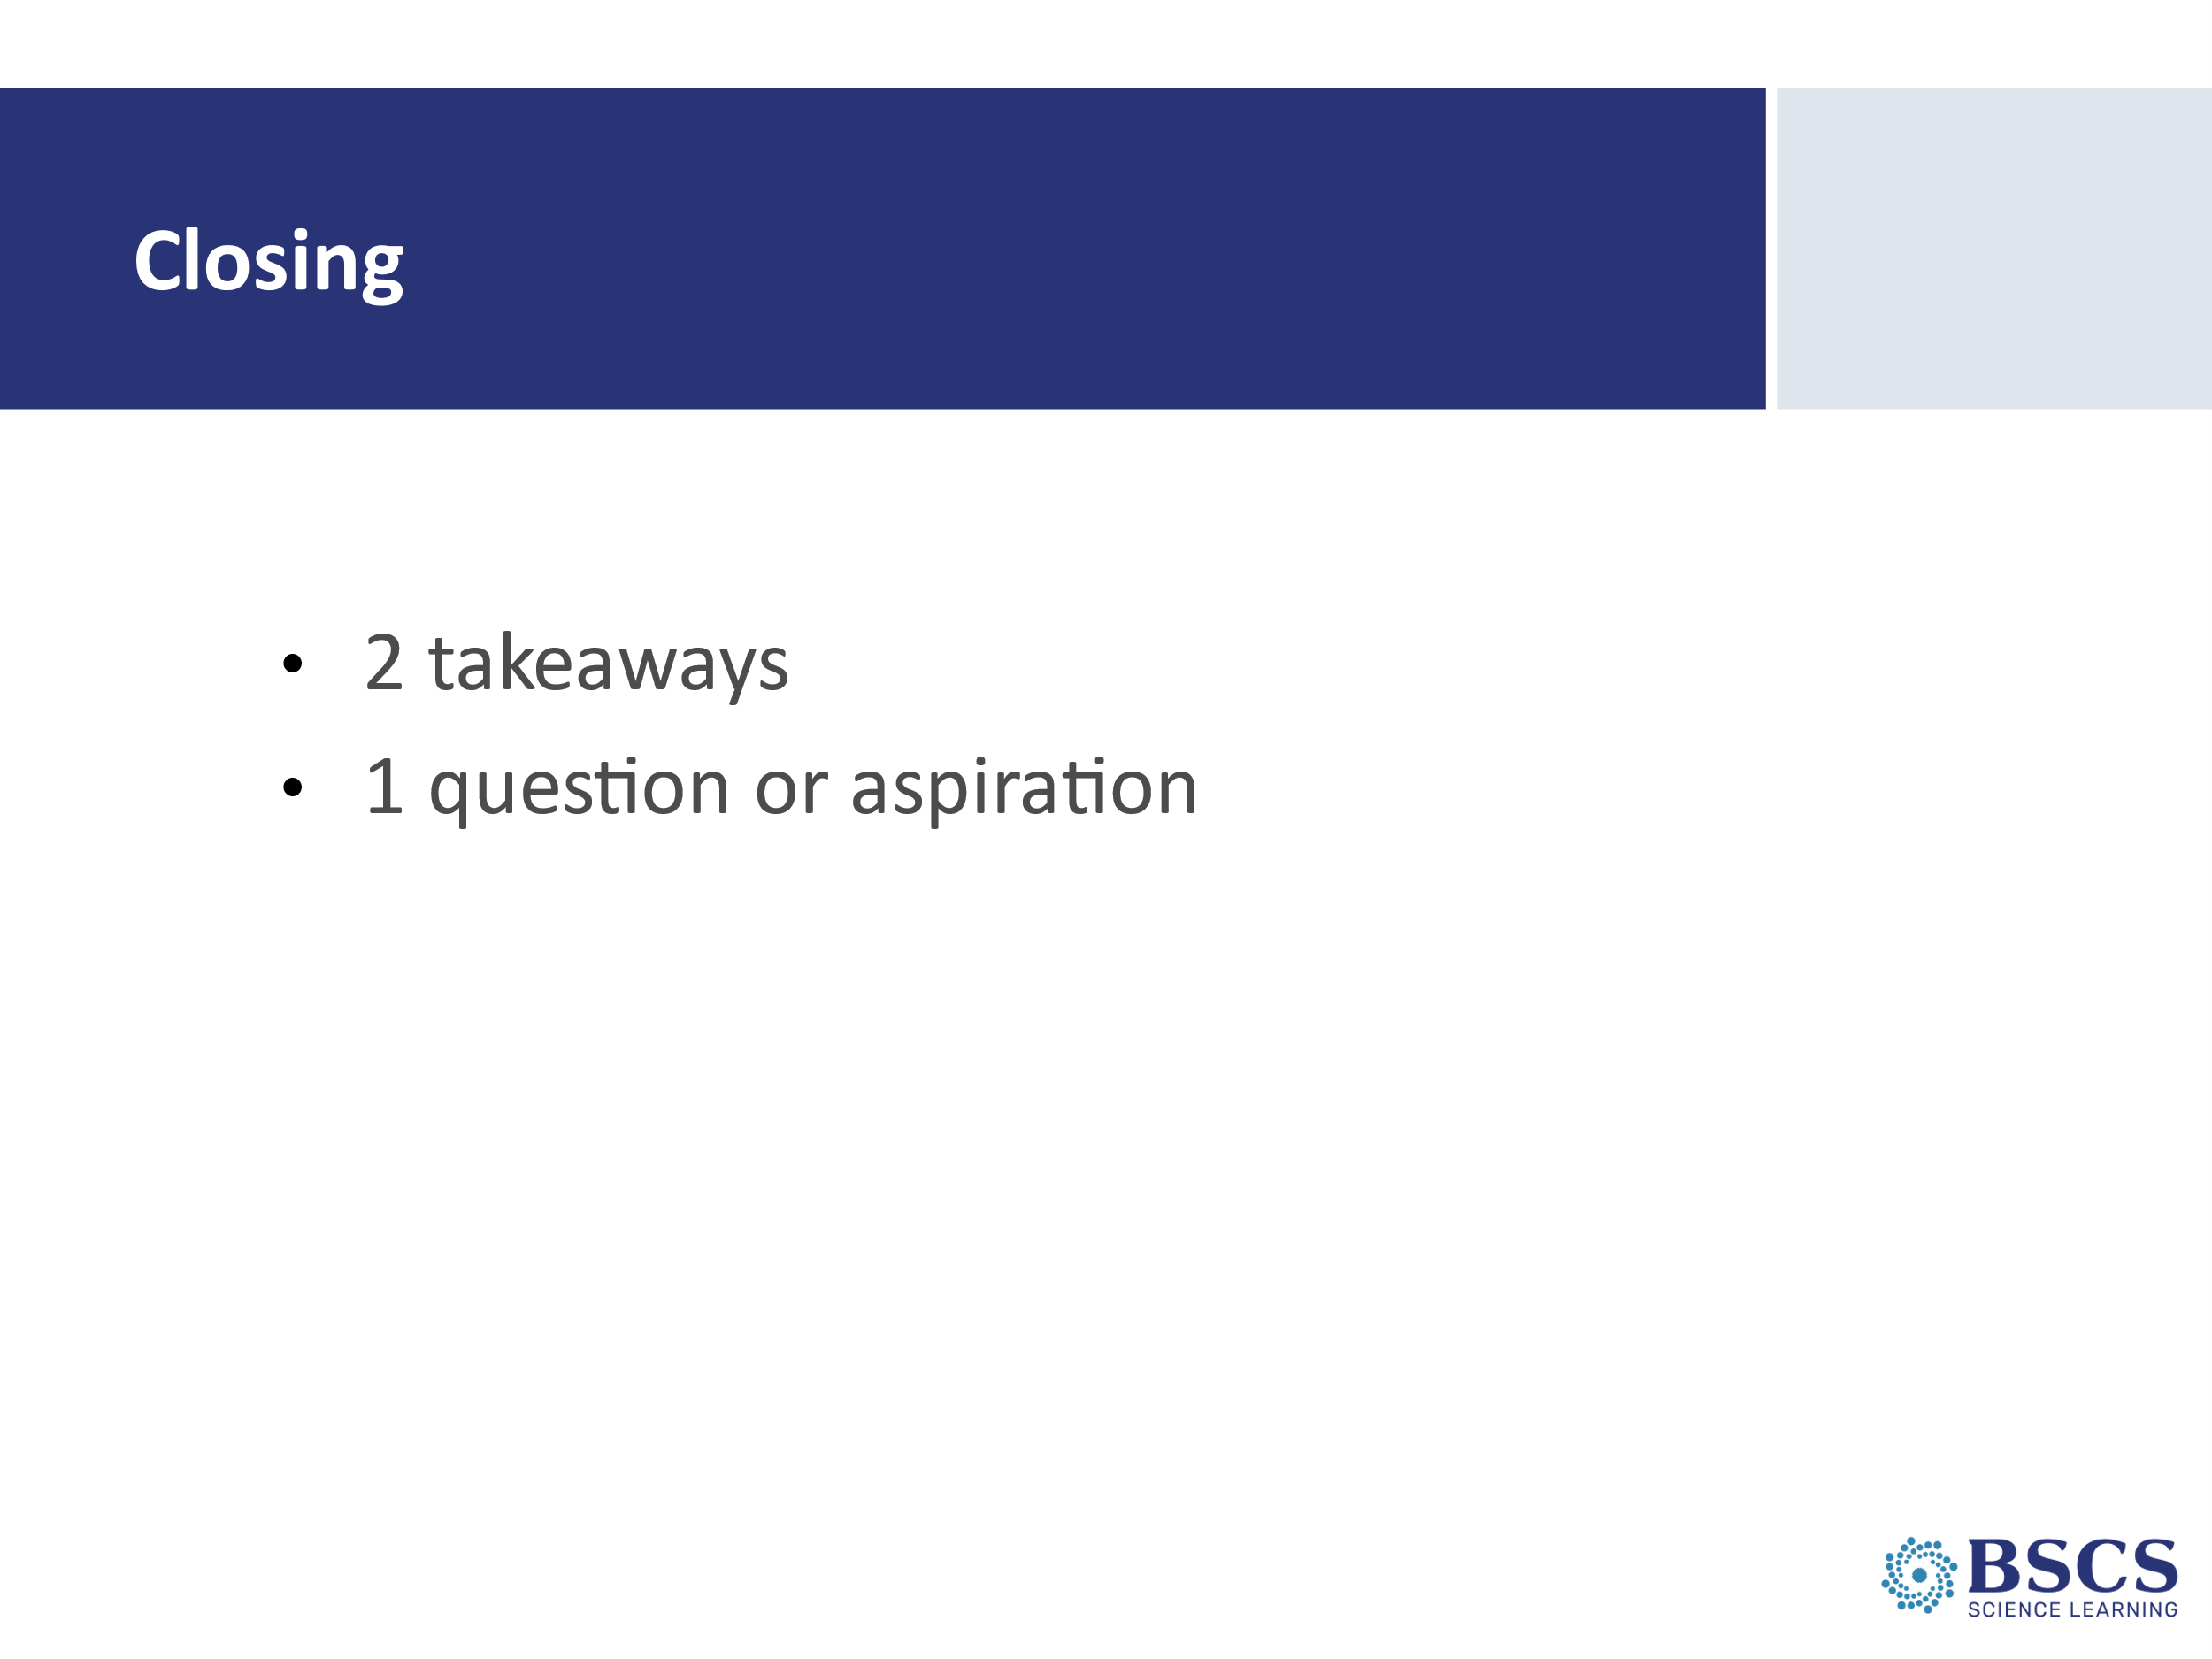 Closing
• 2 takeaways
• 1 question or aspiration
BSCS
SCIENCE LEARNING